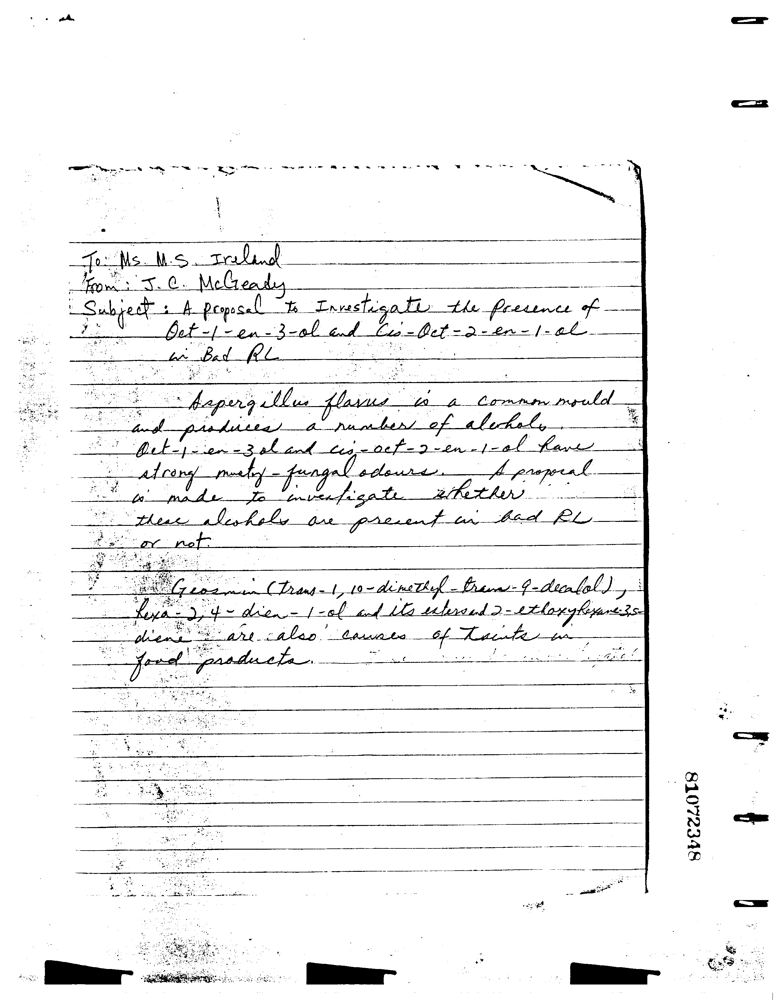 To: Ms. M.S. Ireland
From: J. C. McGeady
Subject: A proposal to Investigate the Presence of
Oct-1-en-3-ol and Cis-Oct-2-en-1-ol
in Bad RL
Aspergillus flavus is a common mould
and produces a number of alcohols.
Oct-1-en-3ol and cis-oct-2-en-1-ol have
strong musty-fungal odours. A proposal
is made to investigate whether
these alcohols are present in bad RL
or not.
Geosmin (trans-1,10-dimethyl-trans-9-decalol),
hexa-2,4-dien-1-ol and its 2-ethoxyhexane-3,5-
diene are also causes of taints in
food products.
81072348